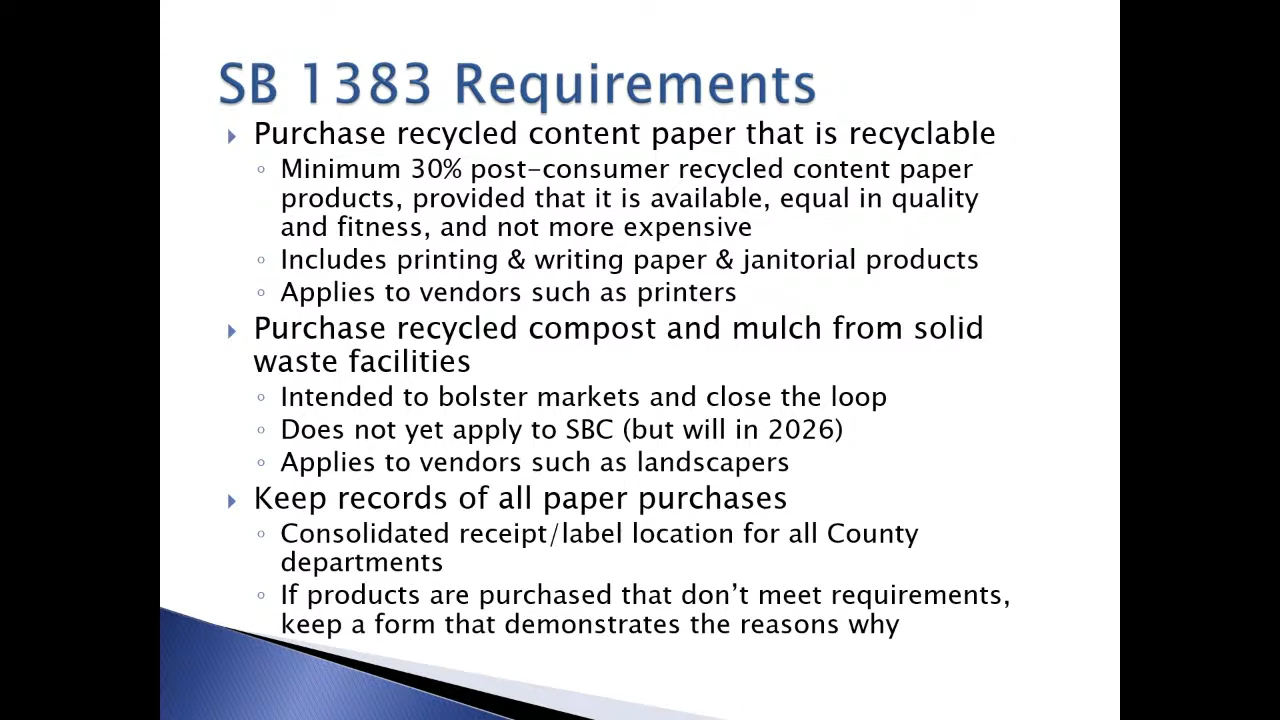 SB 1383 Requirements
Purchase recycled content paper that is recyclable
Minimum 30% post-consumer recycled content paper
products, provided that it is available, equal in quality
and fitness, and not more expensive
Includes printing & writing paper & janitorial products
Applies to vendors such as printers
Purchase recycled compost and mulch from solid
waste facilities
Intended to bolster markets and close the loop
Does not yet apply to SBC (but will in 2026)
Applies to vendors such as landscapers
Keep records of all paper purchases
Consolidated receipt/label location for all County
departments
If products are purchased that don’t meet requirements,
keep a form that demonstrates the reasons why